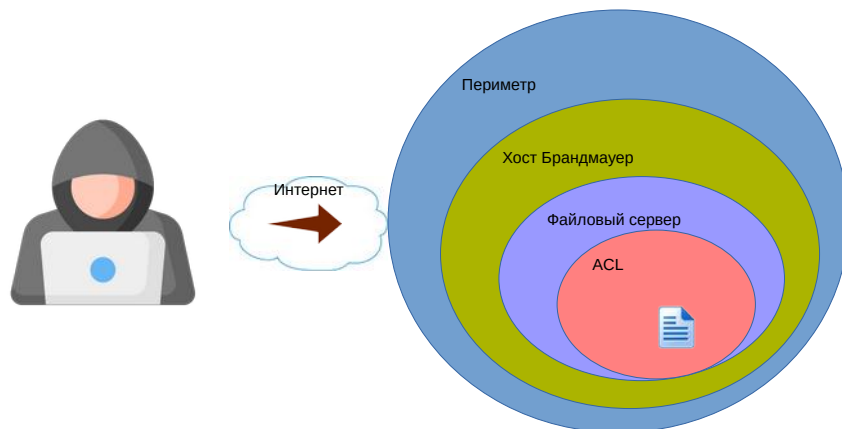 Периметр
Хост Брандмауер
Интернет
Файловый сервер
ACL